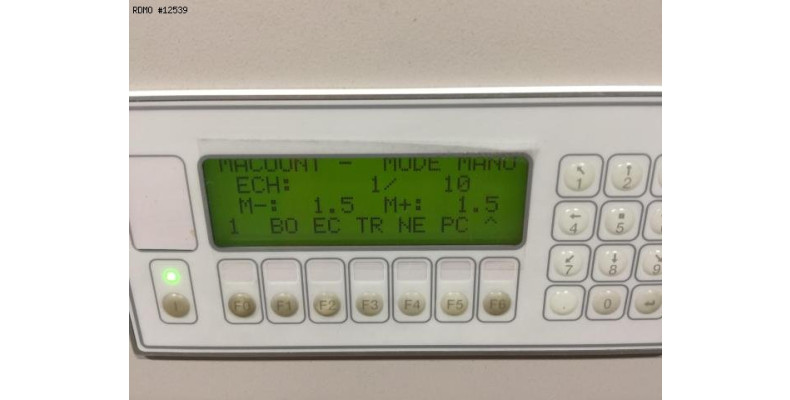 RDMO #12539
MACOUNT - MODE MANU
ECH: 1/ 10
M-: 1.5 M+: 1.5
1 BO EC TR NE PC ^
I F0 F1 F2 F3 F4 F5 F6
1 2
4 5
7 8 9
. 0